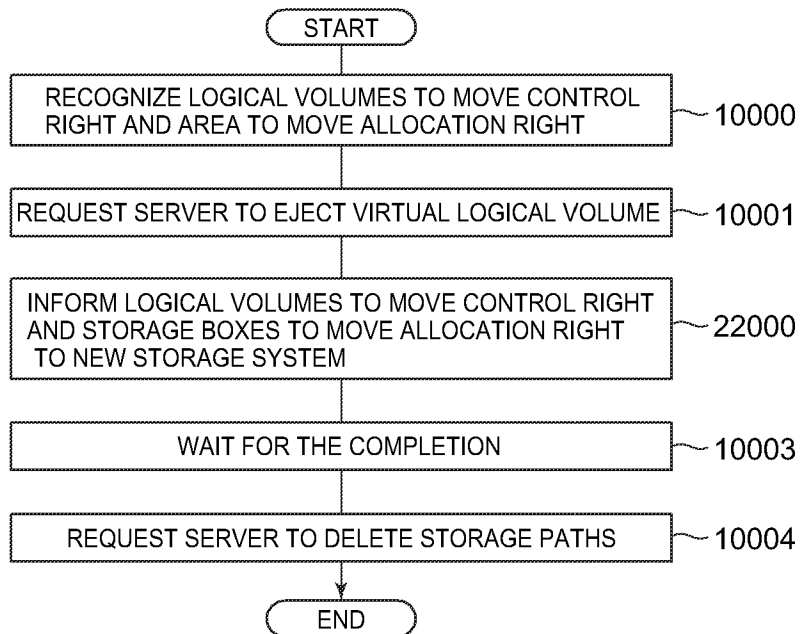 START
RECOGNIZE LOGICAL VOLUMES TO MOVE CONTROL
RIGHT AND AREA TO MOVE ALLOCATION RIGHT
10000
REQUEST SERVER TO EJECT VIRTUAL LOGICAL VOLUME
10001
INFORM LOGICAL VOLUMES TO MOVE CONTROL RIGHT
AND STORAGE BOXES TO MOVE ALLOCATION RIGHT
TO NEW STORAGE SYSTEM
22000
WAIT FOR THE COMPLETION
10003
REQUEST SERVER TO DELETE STORAGE PATHS
10004
END